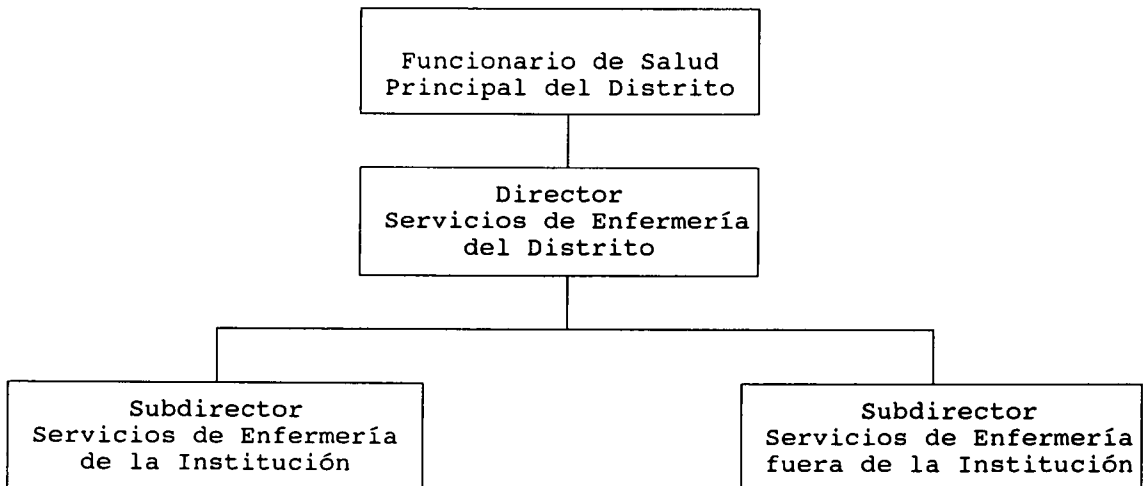 Funcionario de Salud
Principal del Distrito
Director
Servicios de Enfermería
del Distrito
Subdirector
Servicios de Enfermería
de la Institución
Subdirector
Servicios de Enfermería
fuera de la Institución